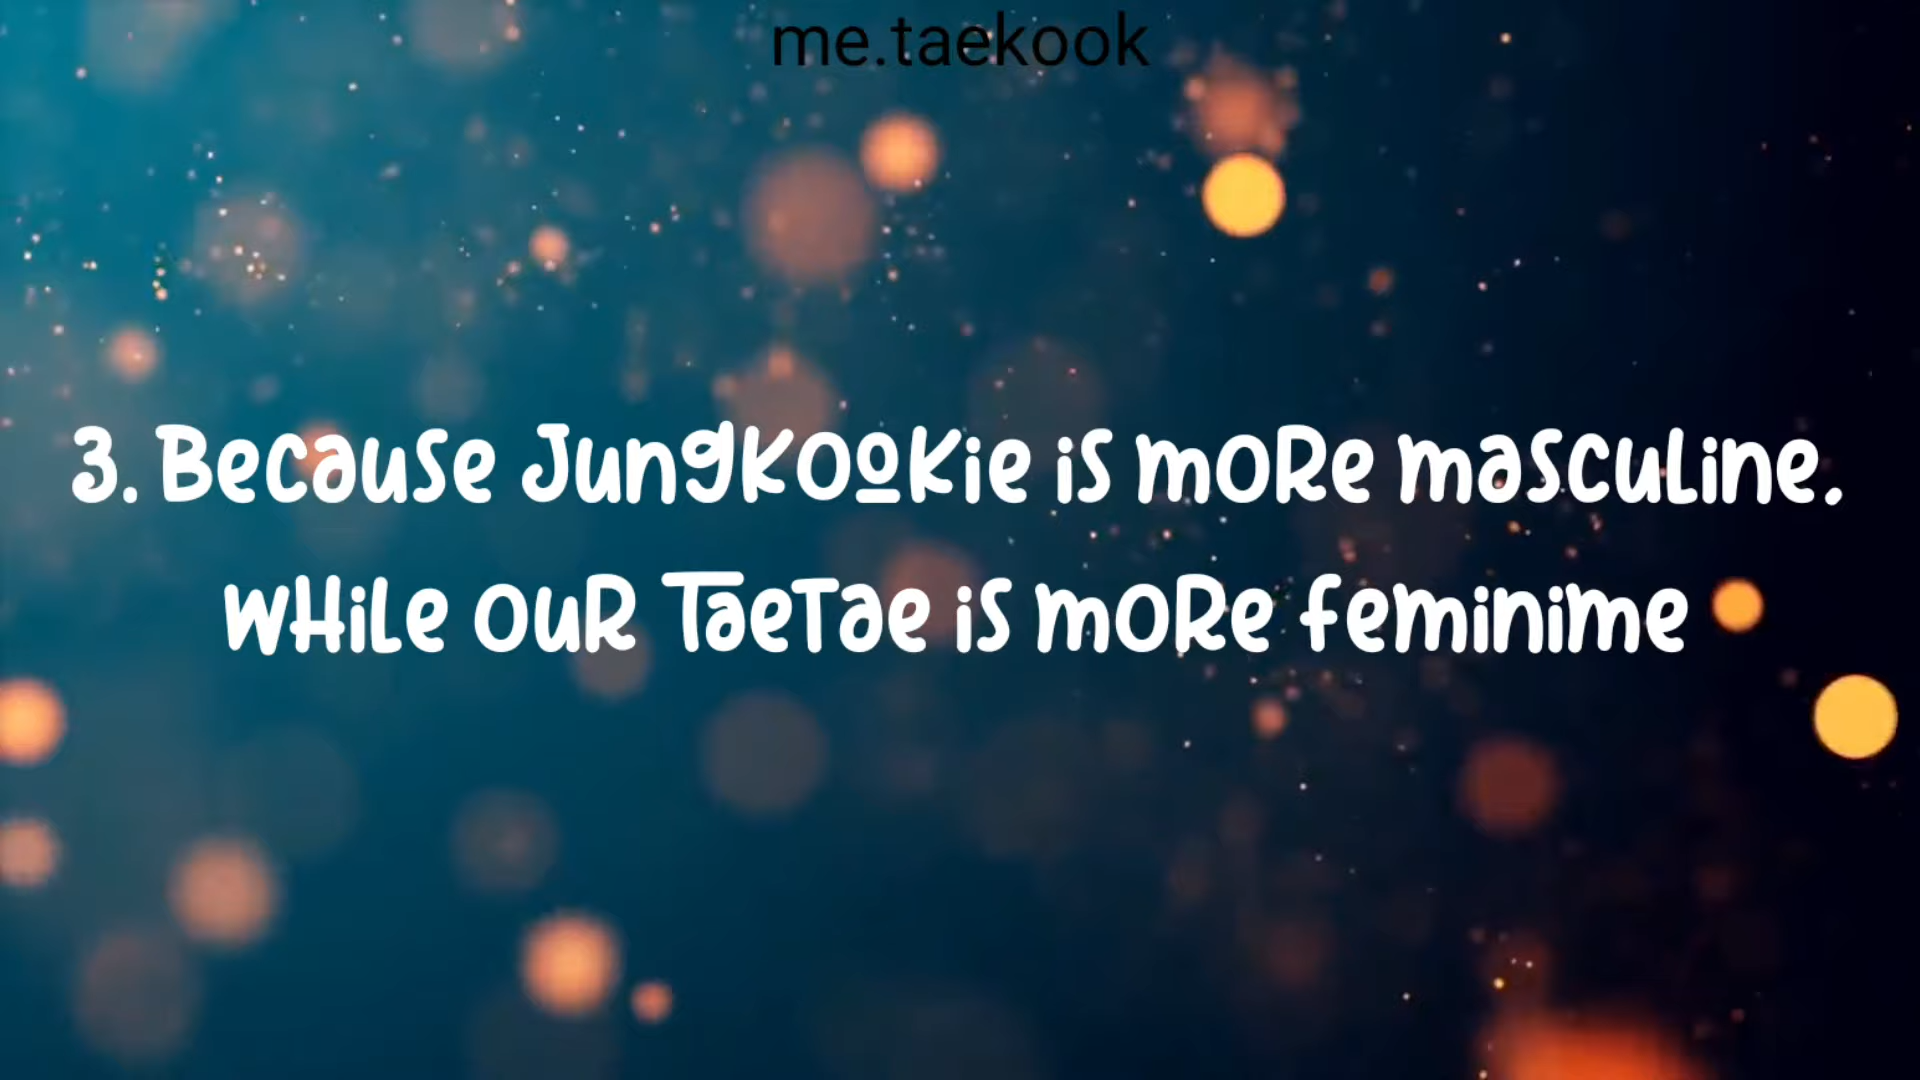 me.taekook
3. Because Jungkookie is more masculine.
While our TaeTae is more feminime